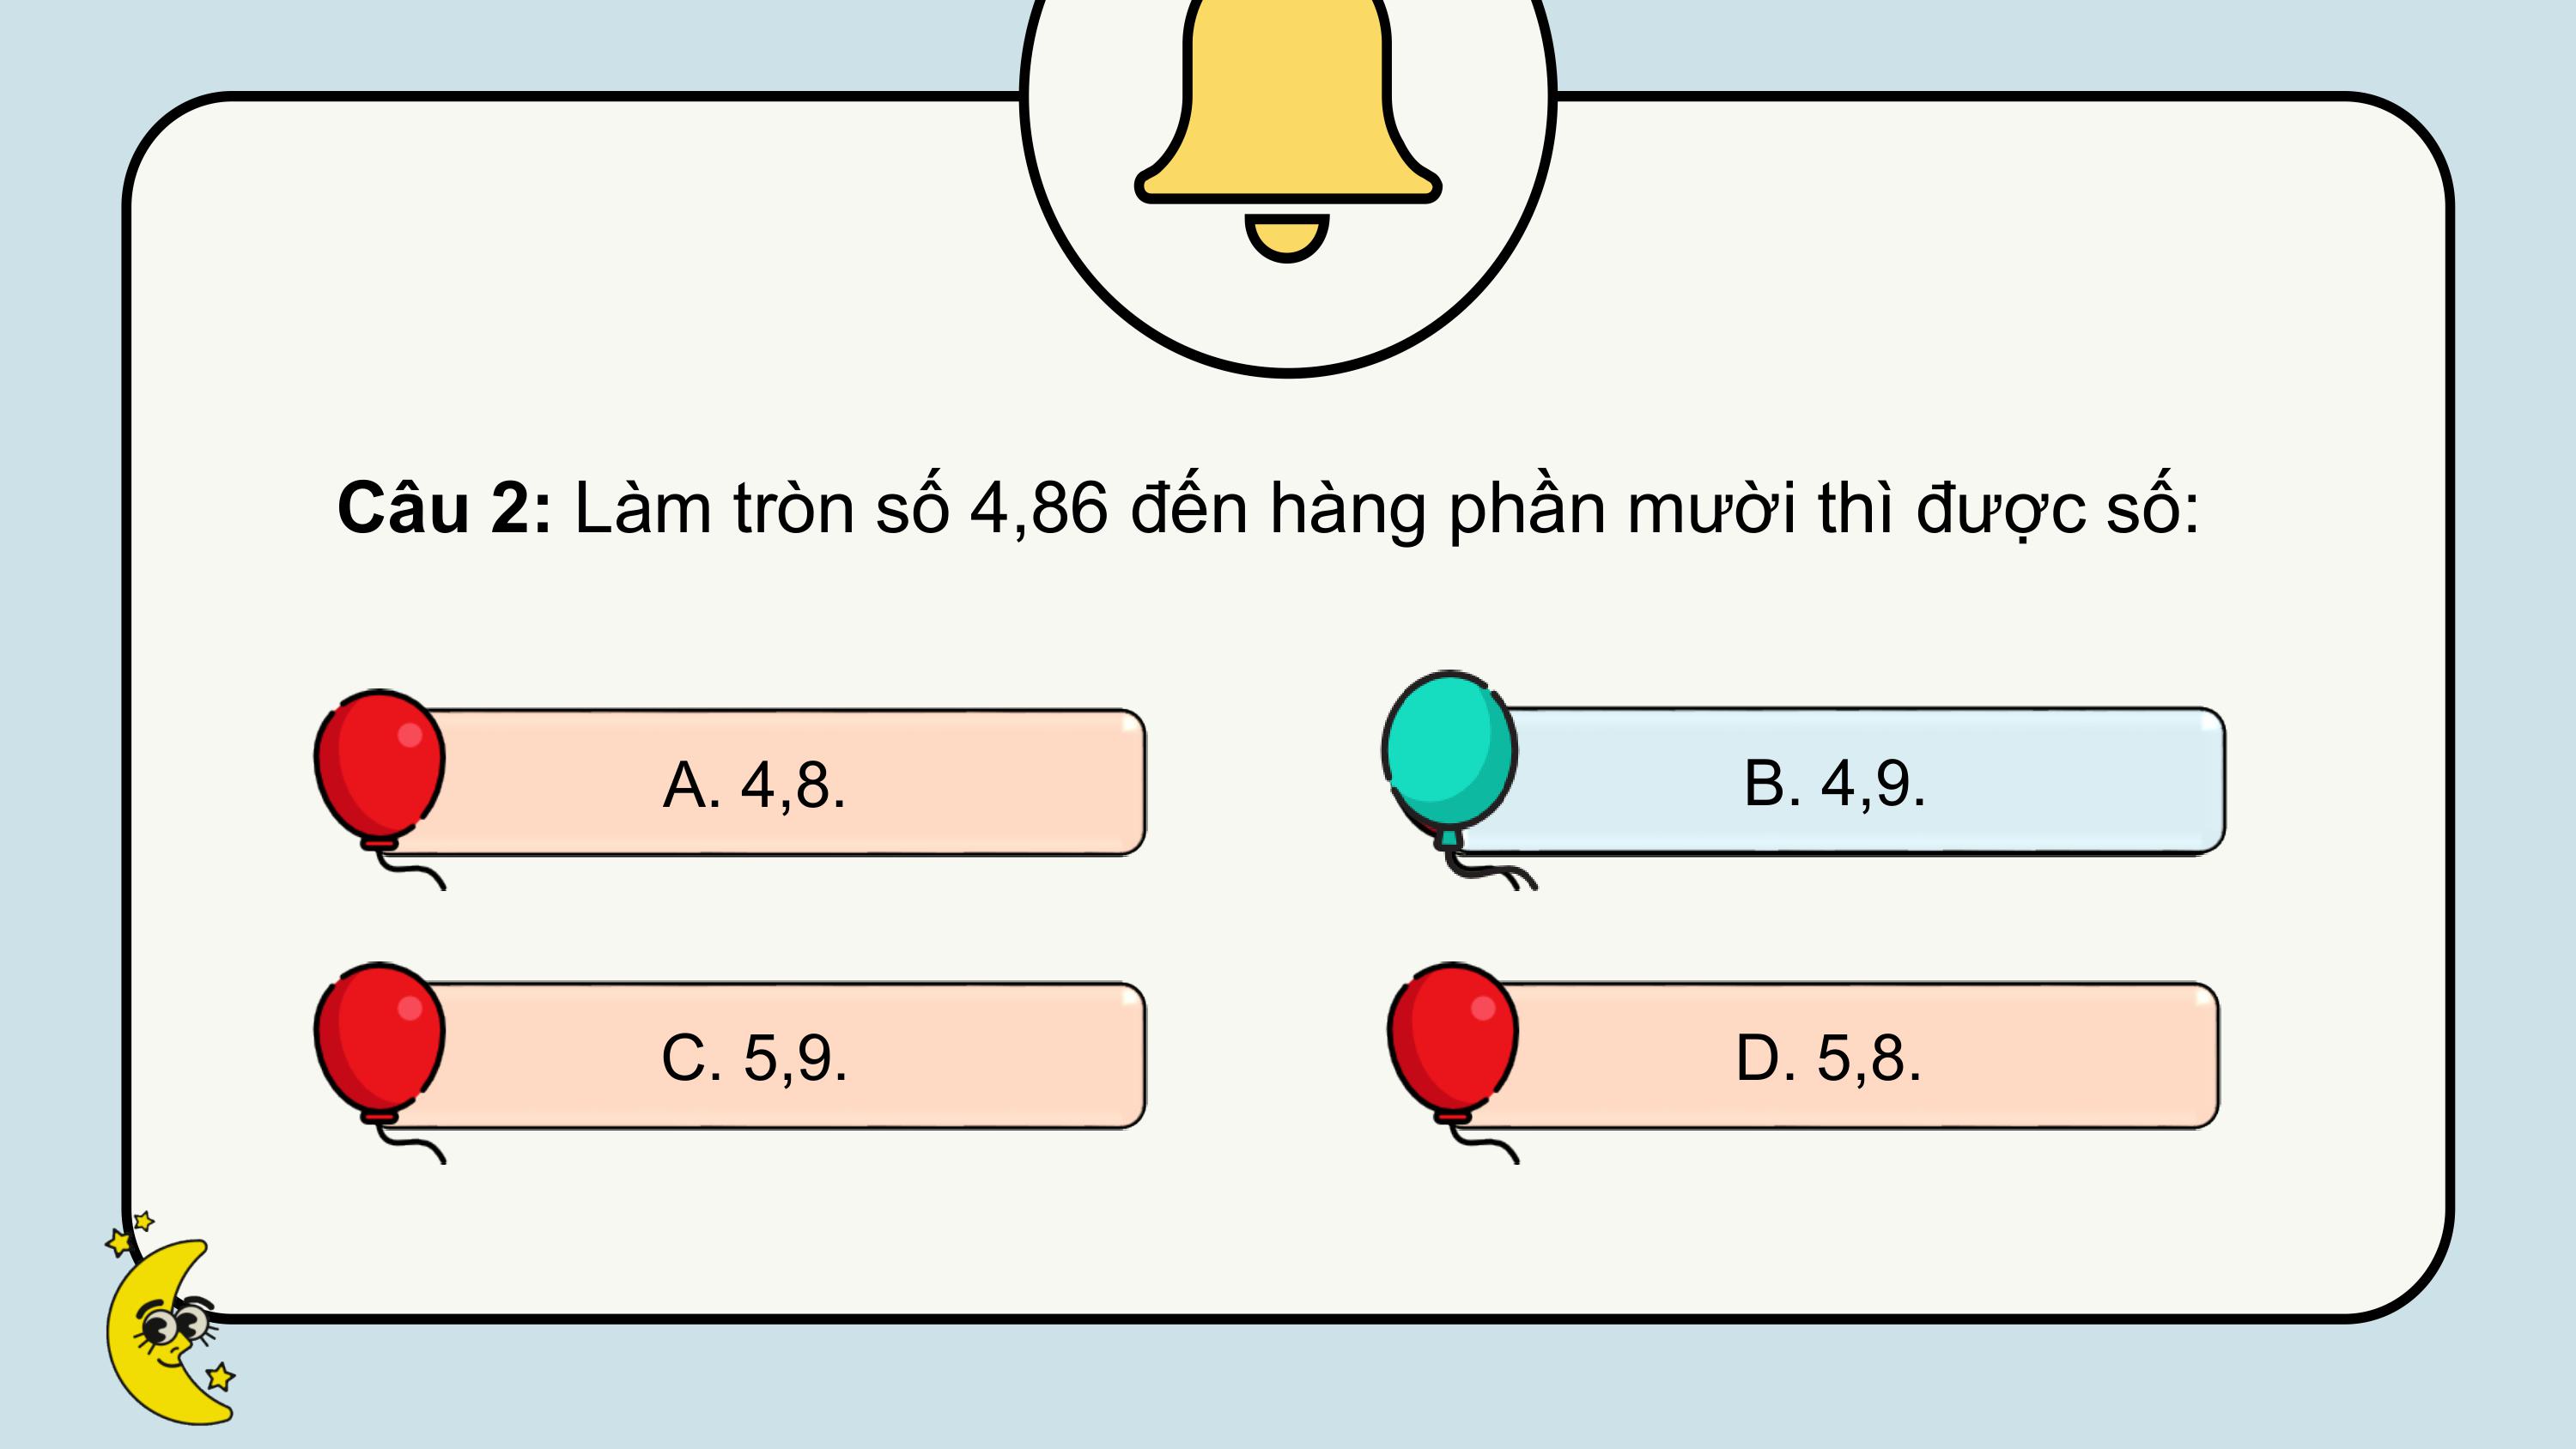 Câu 2: Làm tròn số 4,86 đến hàng phần mười thì được số:
A. 4,8.
B. 4,9.
C. 5,9.
D. 5,8.